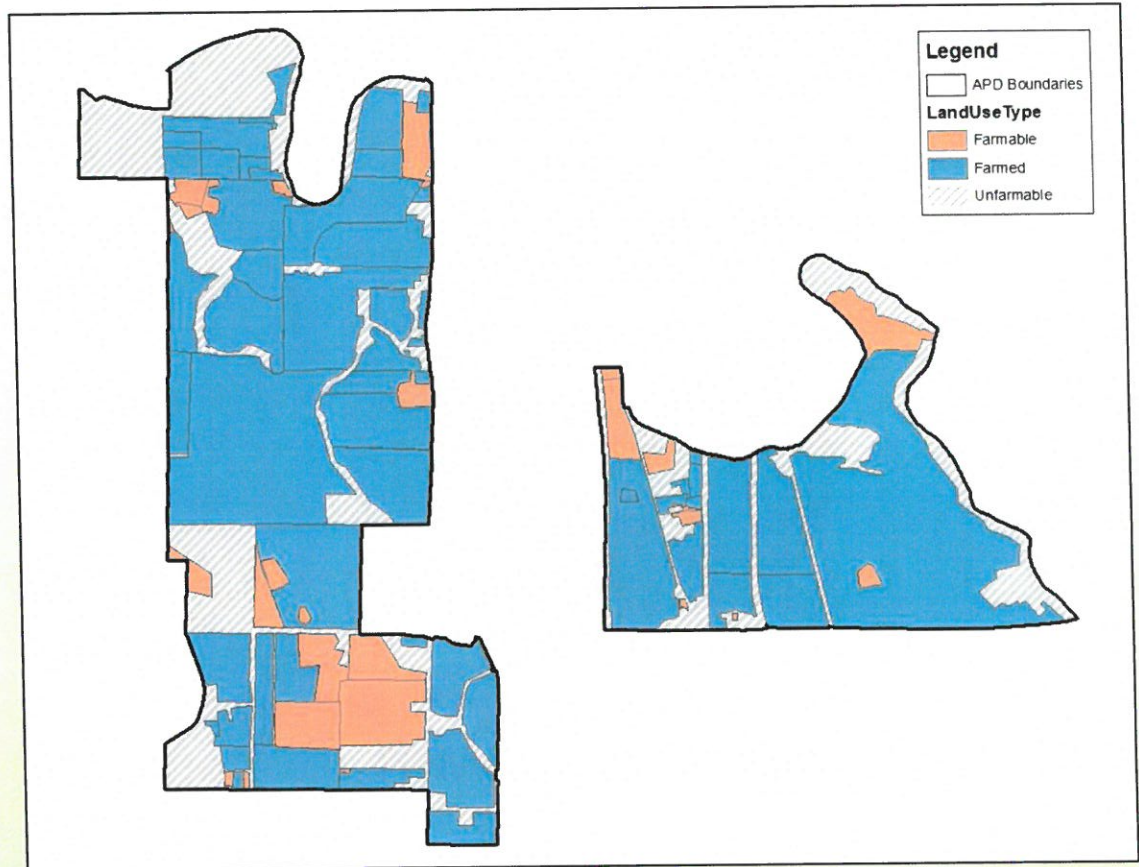 Legend
APD Boundaries
LandUseType
Farmable
Farmed
Unfarmable